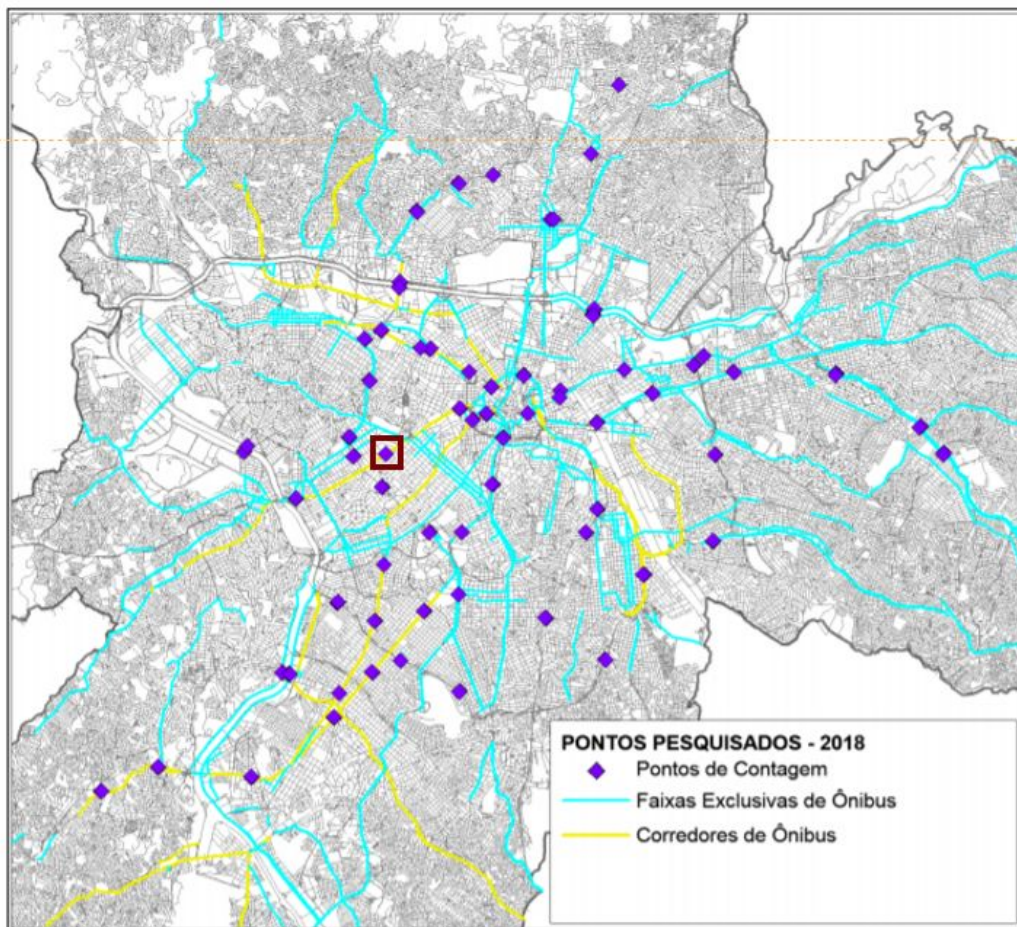 PONTOS PESQUISADOS - 2018
Pontos de Contagem
Faixas Exclusivas de Ônibus
Corredores de Ônibus